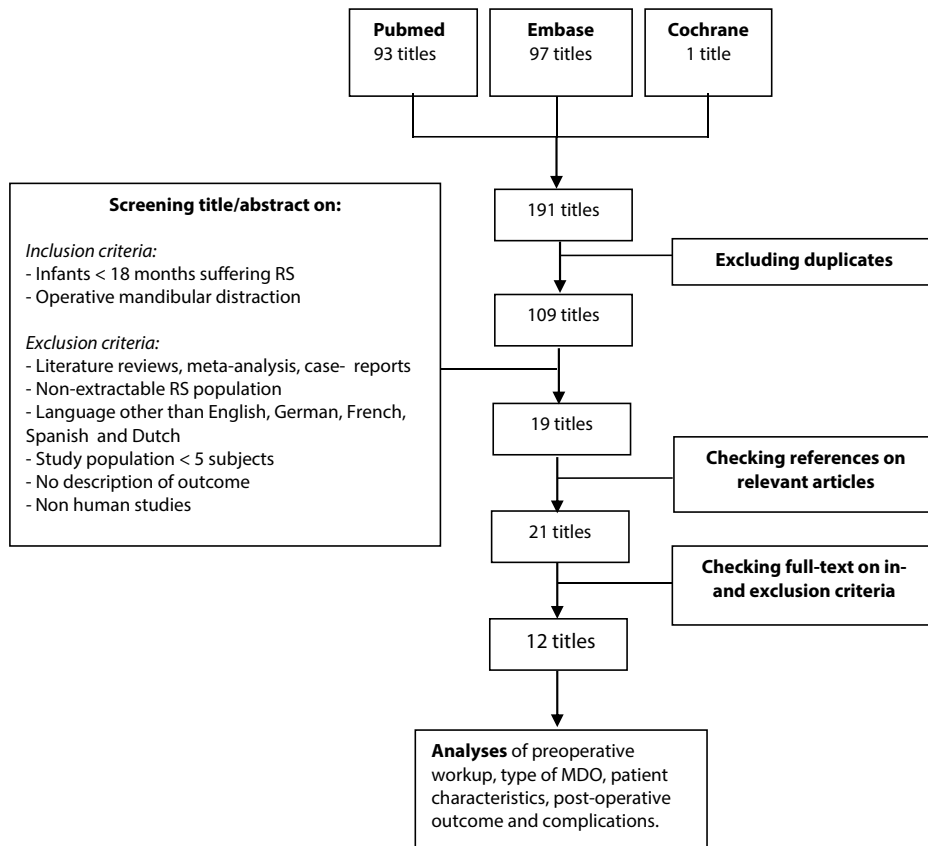 Pubmed
93 titles
Embase
97 titles
Cochrane
1 title
191 titles
Excluding duplicates
109 titles
Screening title/abstract on:
Inclusion criteria:
- Infants < 18 months suffering RS
- Operative mandibular distraction
Exclusion criteria:
- Literature reviews, meta-analysis, case- reports
- Non-extractable RS population
- Language other than English, German, French,
Spanish and Dutch
- Study population < 5 subjects
- No description of outcome
- Non human studies
19 titles
Checking references on
relevant articles
21 titles
Checking full-text on in-
and exclusion criteria
12 titles
Analyses of preoperative
workup, type of MDO, patient
characteristics, post-operative
outcome and complications.